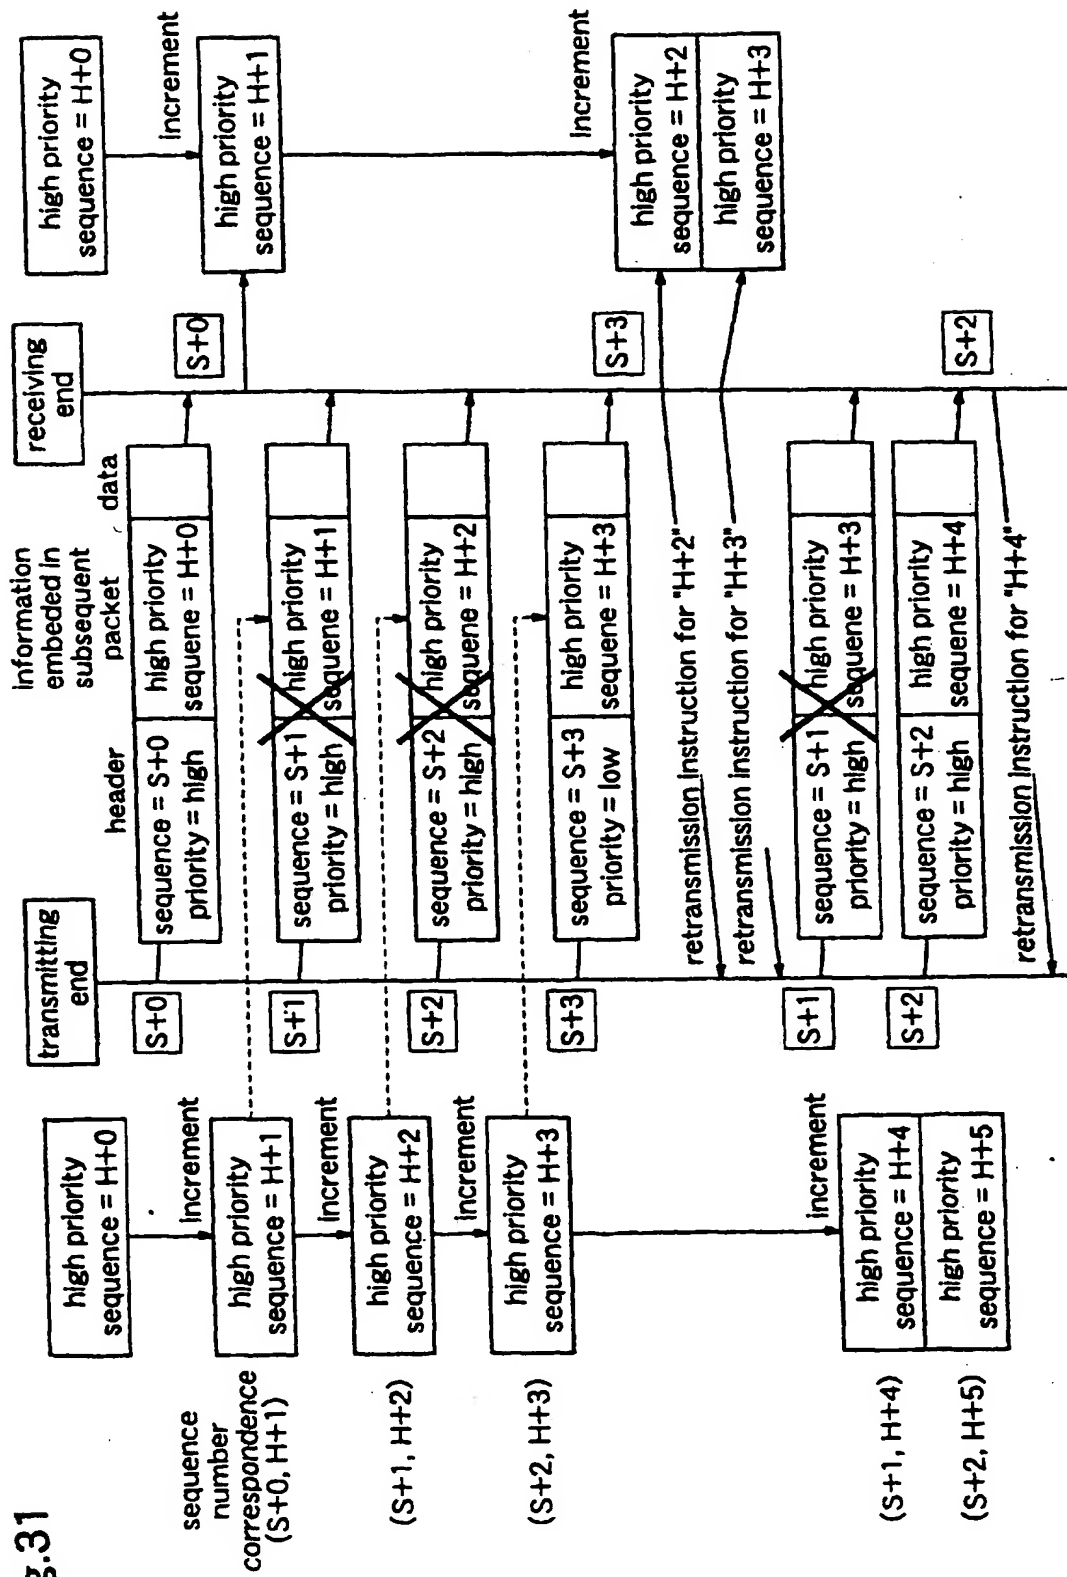 g.31
sequence
number
correspondence
(S+0, H+1)
(S+1, H+2)
(S+2, H+3)
(S+1, H+4)
(S+2, H+5)
high priority
sequence = H+0
increment
high priority
sequence = H+1
increment
high priority
sequence = H+2
increment
high priority
sequence = H+3
increment
high priority
sequence = H+4
high priority
sequence = H+5
transmitting
end
S+0
S+1
S+2
S+3
S+1
S+2
header
information
embeded in
subsequent
packet
data
sequence = S+0
priority = high
high priority
sequene = H+0
sequence = S+1
priority = high
high priority
sequene = H+1
sequence = S+2
priority = high
high priority
sequene = H+2
sequence = S+3
priority = low
high priority
sequene = H+3
retransmission instruction for "H+2"
retransmission instruction for "H+3"
sequence = S+1
priority = high
high priority
sequene = H+3
sequence = S+2
priority = high
high priority
sequene = H+4
retransmission instruction for "H+4"
receiving
end
S+0
S+3
S+2
high priority
sequence = H+0
increment
high priority
sequence = H+1
increment
high priority
sequence = H+2
high priority
sequence = H+3